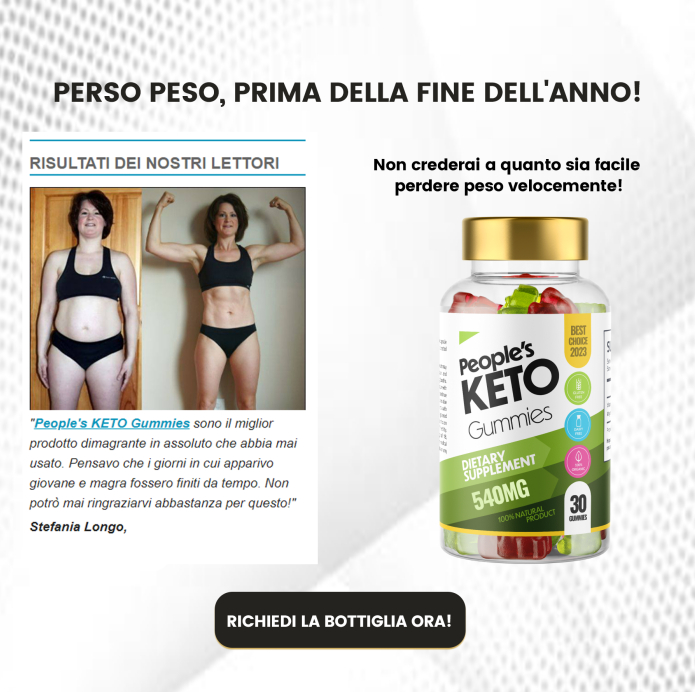 PERSO PESO, PRIMA DELLA FINE DELL'ANNO!
RISULTATI DEI NOSTRI LETTORI
"People's KETO Gummies sono il miglior
prodotto dimagrante in assoluto che abbia mai
usato. Pensavo che i giorni in cui apparivo
giovane e magra fossero finiti da tempo. Non
potrò mai ringraziarvi abbastanza per questo!"
Stefania Longo,
Non crederai a quanto sia facile
perdere peso velocemente!
BEST
CHOICE
2023
People's
KETO
Gummies
DIETARY
SUPPLEMENT
540MG
100% NATURAL
PRODUCT
30
GUMMIES
RICHIEDI LA BOTTIGLIA ORA!